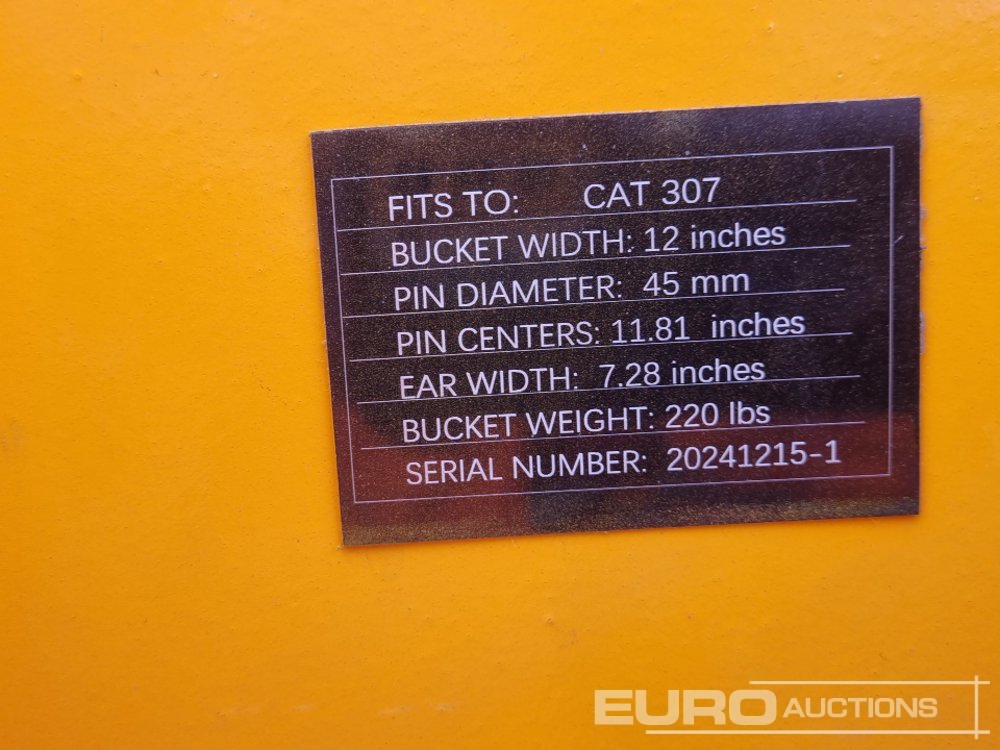 FITS TO: CAT 307
BUCKET WIDTH: 12 inches
PIN DIAMETER: 45 mm
PIN CENTERS: 11.81 inches
EAR WIDTH: 7.28 inches
BUCKET WEIGHT: 220 lbs
SERIAL NUMBER: 20241215-1
EURO AUCTIONS